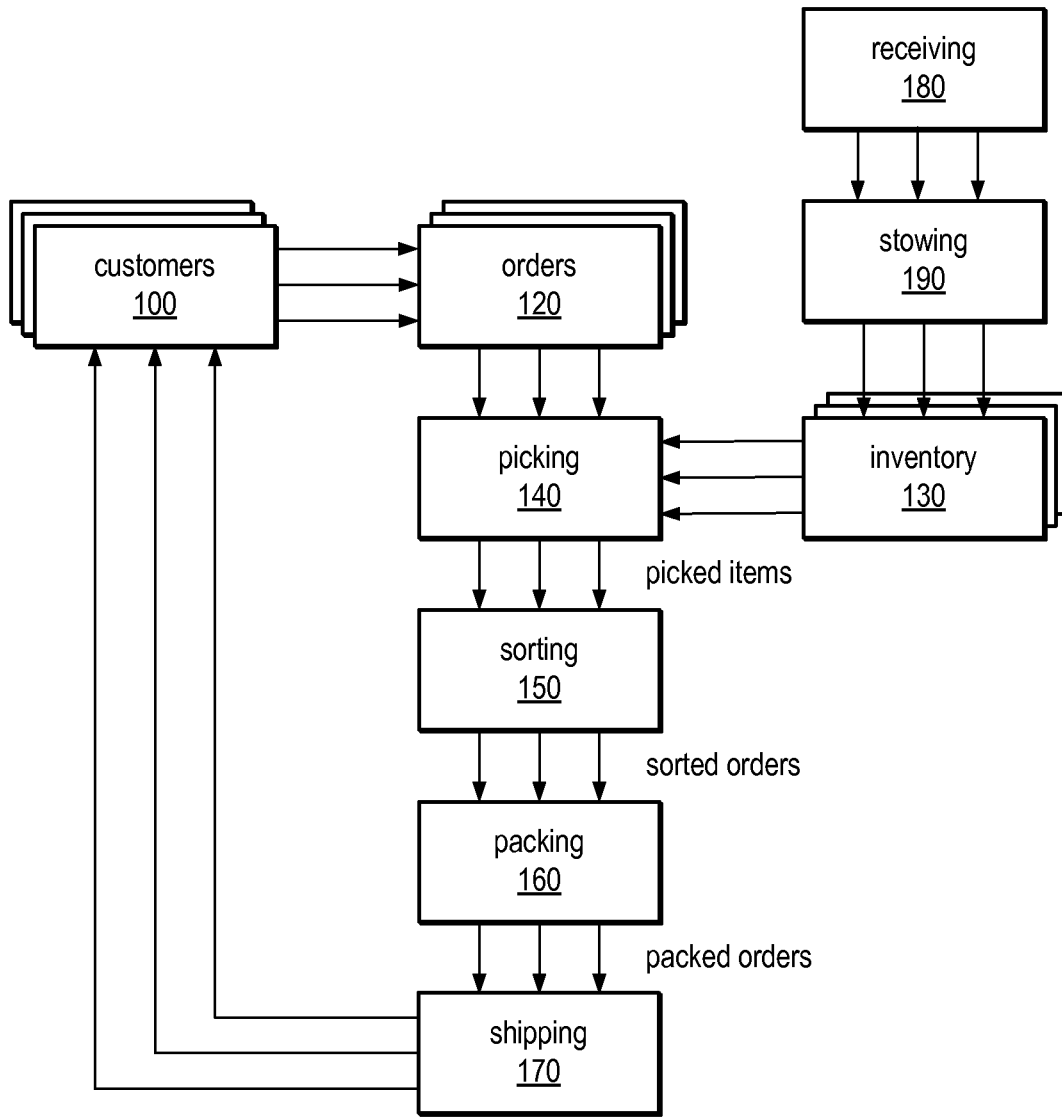 receiving
180
customers
100
orders
120
stowing
190
picking
140
inventory
130
picked items
sorting
150
sorted orders
packing
160
packed orders
shipping
170